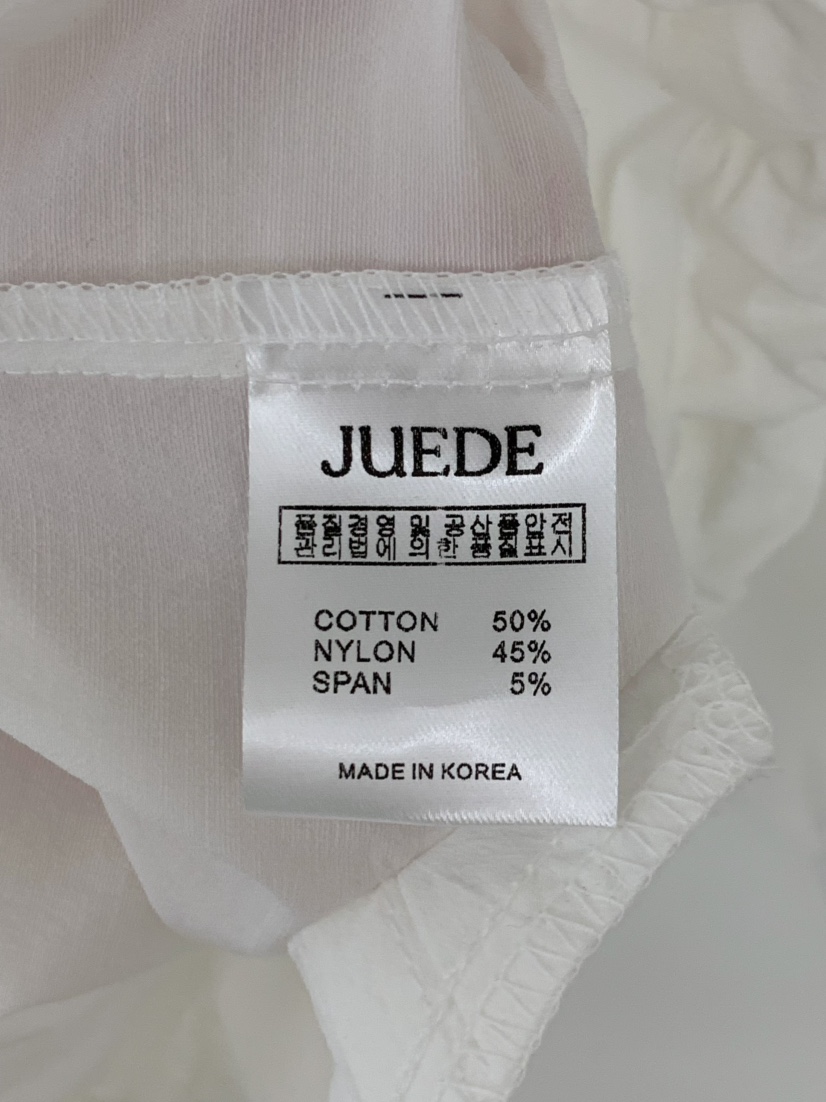 JUEDE
품질경영 및 공산품안전
관리법에 의한 품질표시
COTTON 50%
NYLON 45%
SPAN 5%
MADE IN KOREA